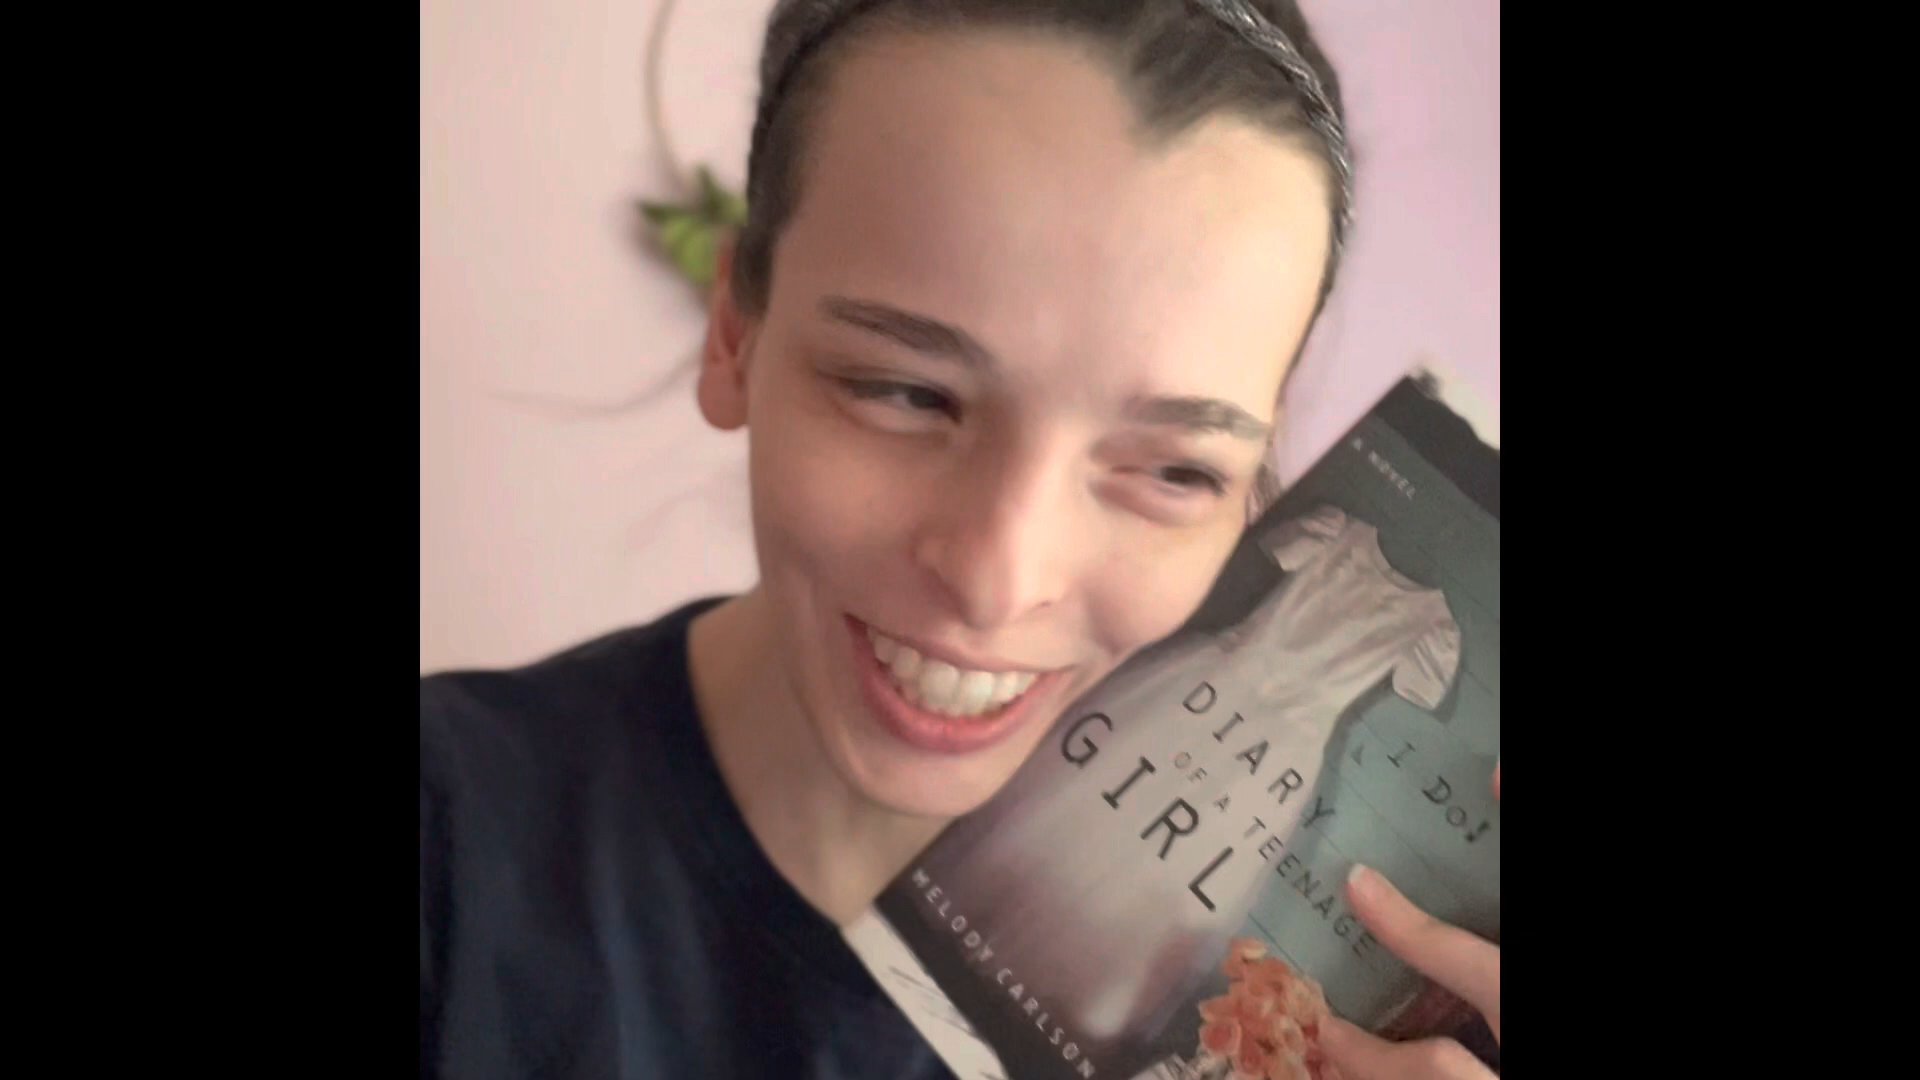 A NOVEL
DIARY
OF A TEENAGE
GIRL
I DO!
MELODY CARLSON